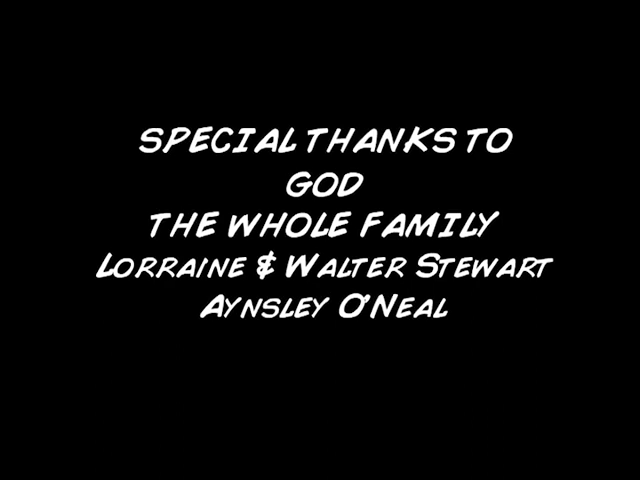 SPECIAL THANKS TO
GOD
THE WHOLE FAMILY
LORRAINE & WALTER STEWART
AYNSLEY O'NEAL